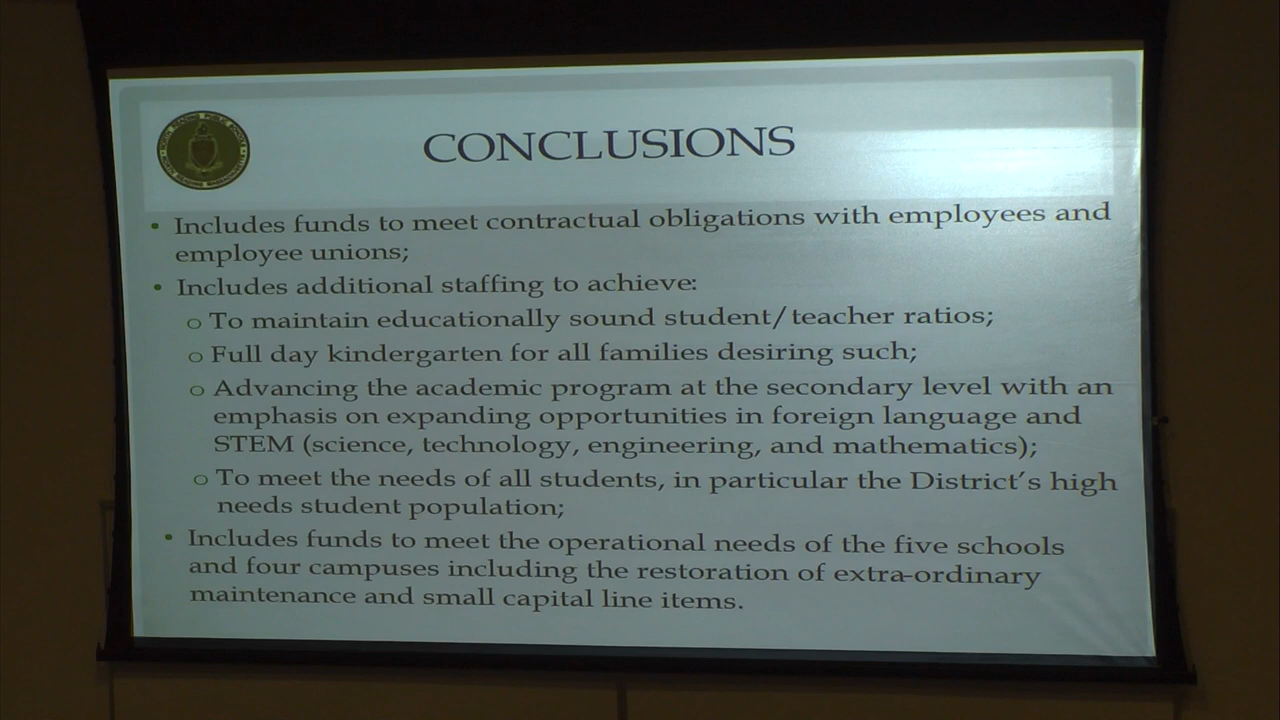 CONCLUSIONS
• Includes funds to meet contractual obligations with employees and
employee unions;
• Includes additional staffing to achieve:
o To maintain educationally sound student/teacher ratios;
o Full day kindergarten for all families desiring such;
o Advancing the academic program at the secondary level with an
emphasis on expanding opportunities in foreign language and
STEM (science, technology, engineering, and mathematics);
o To meet the needs of all students, in particular the District's high
needs student population;
• Includes funds to meet the operational needs of the five schools
and four campuses including the restoration of extra-ordinary
maintenance and small capital line items.